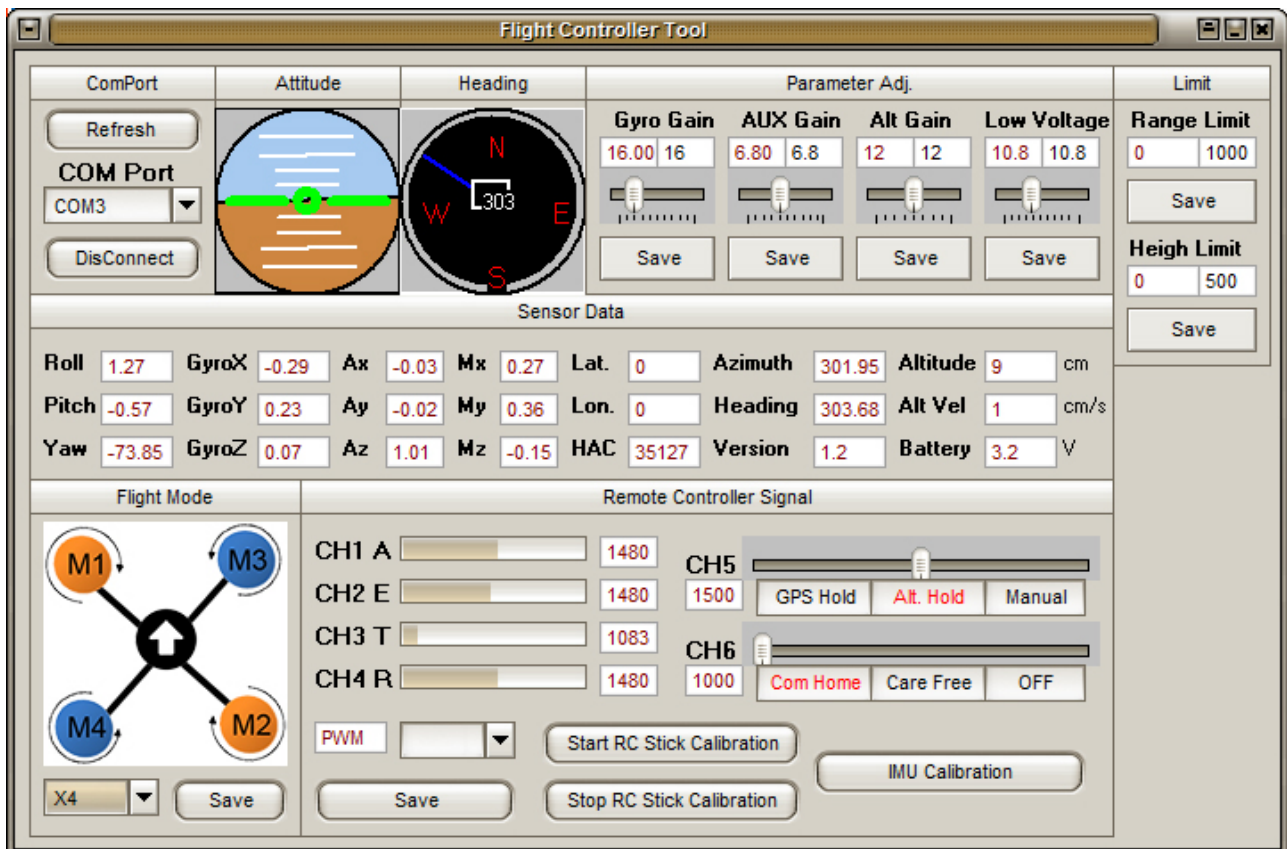 Flight Controller Tool
ComPort Attitude Heading Parameter Adj. Limit
Refresh
COM Port
COM3
DisConnect
N
303
W E
S
Gyro Gain AUX Gain Alt Gain Low Voltage
16.00 16 6.80 6.8 12 12 10.8 10.8
Save Save Save Save
Range Limit
0 1000
Save
Heigh Limit
0 500
Save
Sensor Data
Roll 1.27 GyroX -0.29 Ax -0.03 Mx 0.27 Lat. 0 Azimuth 301.95 Altitude 9 cm
Pitch -0.57 GyroY 0.23 Ay -0.02 My 0.36 Lon. 0 Heading 303.68 Alt Vel 1 cm/s
Yaw -73.85 GyroZ 0.07 Az 1.01 Mz -0.15 HAC 35127 Version 1.2 Battery 3.2 V
Flight Mode
M1 M3
M4 M2
X4 Save
Remote Controller Signal
CH1 A 1480
CH2 E 1480
CH3 T 1083
CH4 R 1480
CH5
1500 GPS Hold Alt. Hold Manual
CH6
1000 Com Home Care Free OFF
PWM
Save
Start RC Stick Calibration
Stop RC Stick Calibration
IMU Calibration